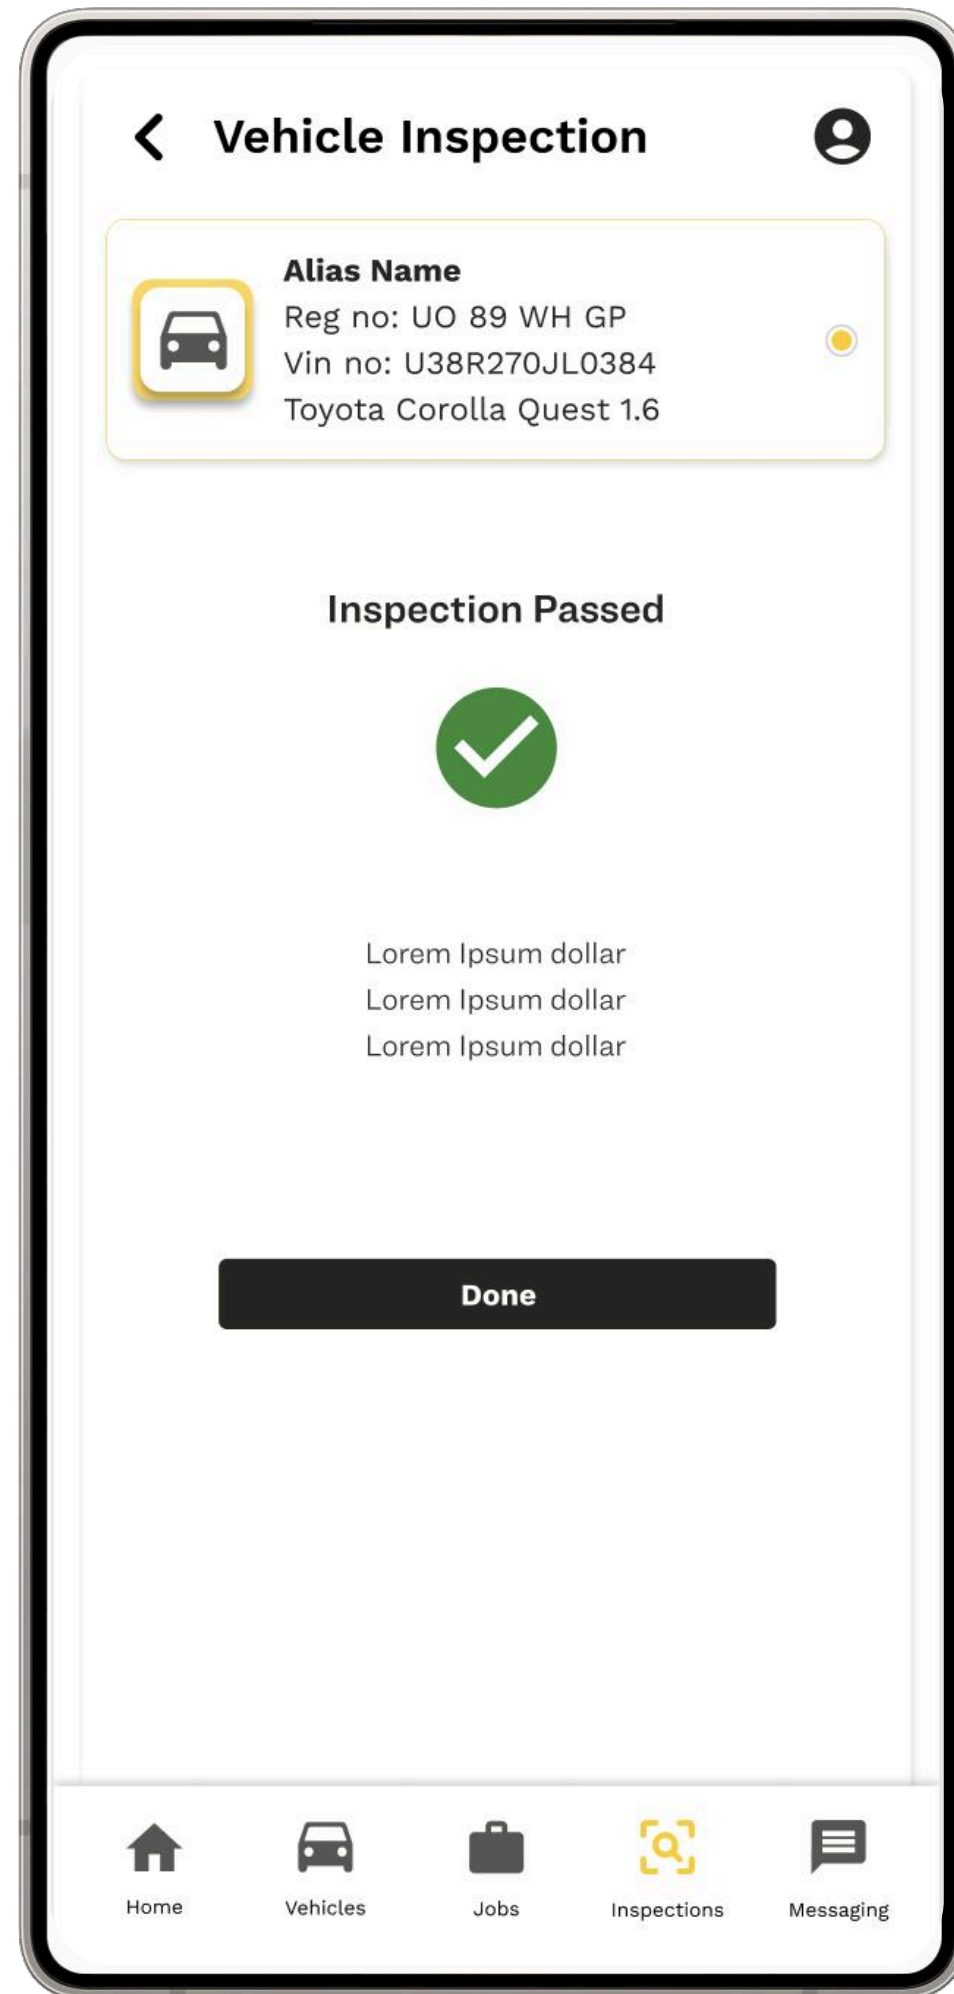 Vehicle Inspection
Alias Name
Reg no: UO 89 WH GP
Vin no: U38R270JL0384
Toyota Corolla Quest 1.6
Inspection Passed
Lorem Ipsum dollar
Lorem Ipsum dollar
Lorem Ipsum dollar
Done
Home
Vehicles
Jobs
Inspections
Messaging